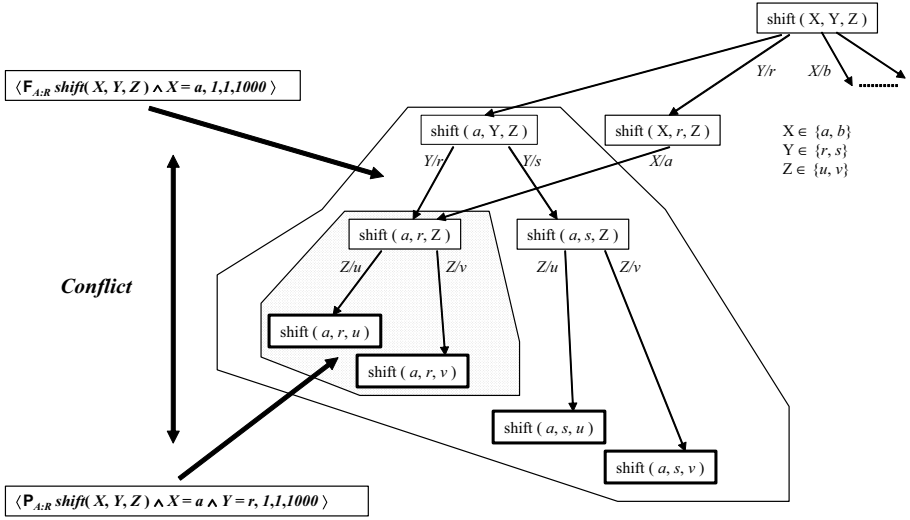 shift ( X, Y, Z )
Y/r
X/b
⟨ F_{A:R} shift( X, Y, Z ) ∧ X = a, 1,1,1000 ⟩
shift ( a, Y, Z )
shift ( X, r, Z )
X ∈ {a, b}
Y ∈ {r, s}
Z ∈ {u, v}
Y/r
Y/s
X/a
shift ( a, r, Z )
shift ( a, s, Z )
Z/u
Z/v
Z/u
Z/v
Conflict
shift ( a, r, u )
shift ( a, r, v )
shift ( a, s, u )
shift ( a, s, v )
⟨ P_{A:R} shift( X, Y, Z ) ∧ X = a ∧ Y = r, 1,1,1000 ⟩